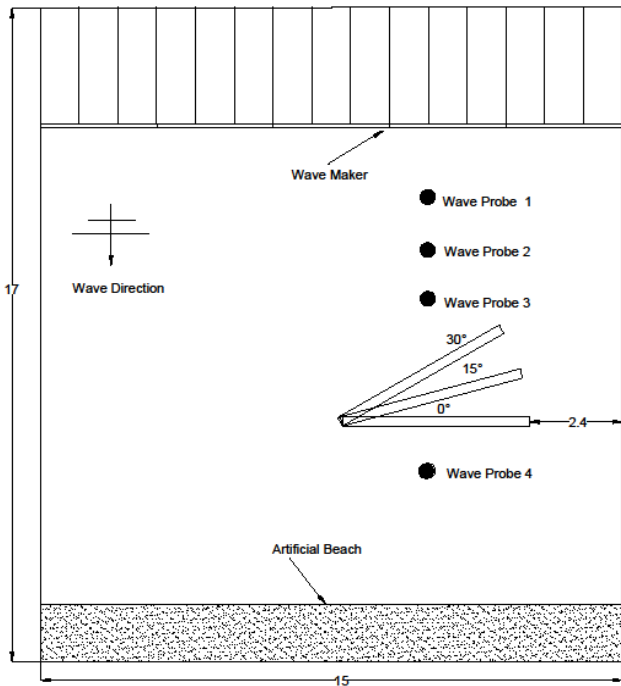 Wave Maker
Wave Probe 1
Wave Probe 2
Wave Direction
17
Wave Probe 3
30°
15°
0°
2.4
Wave Probe 4
Artificial Beach
15